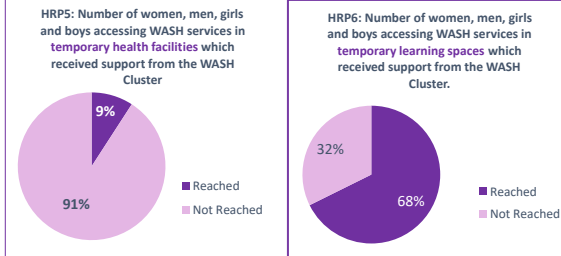 HRP5: Number of women, men, girls
and boys accessing WASH services in
temporary health facilities which
received support from the WASH
Cluster
9%
91%
Reached
Not Reached
HRP6: Number of women, men, girls
and boys accessing WASH services in
temporary learning spaces which
received support from the WASH
Cluster.
32%
68%
Reached
Not Reached